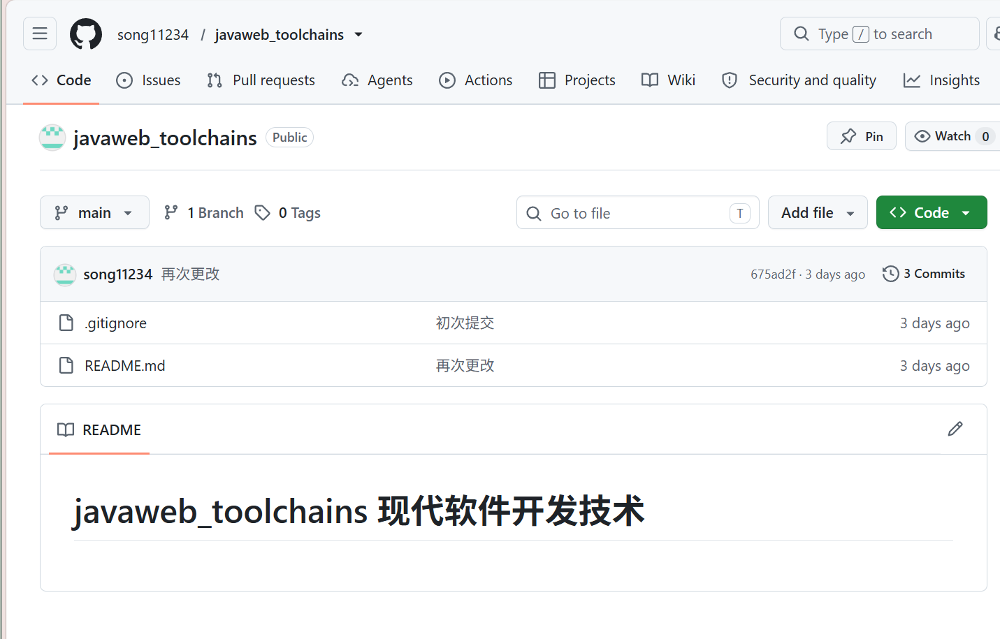 song11234 / javaweb_toolchains
Type / to search
Code Issues Pull requests Agents Actions Projects Wiki Security and quality Insights
javaweb_toolchains Public Pin Watch 0
main 1 Branch 0 Tags Go to file T Add file Code
song11234 再次更改 675ad2f · 3 days ago 3 Commits
.gitignore 初次提交 3 days ago
README.md 再次更改 3 days ago
README
javaweb_toolchains 现代软件开发技术